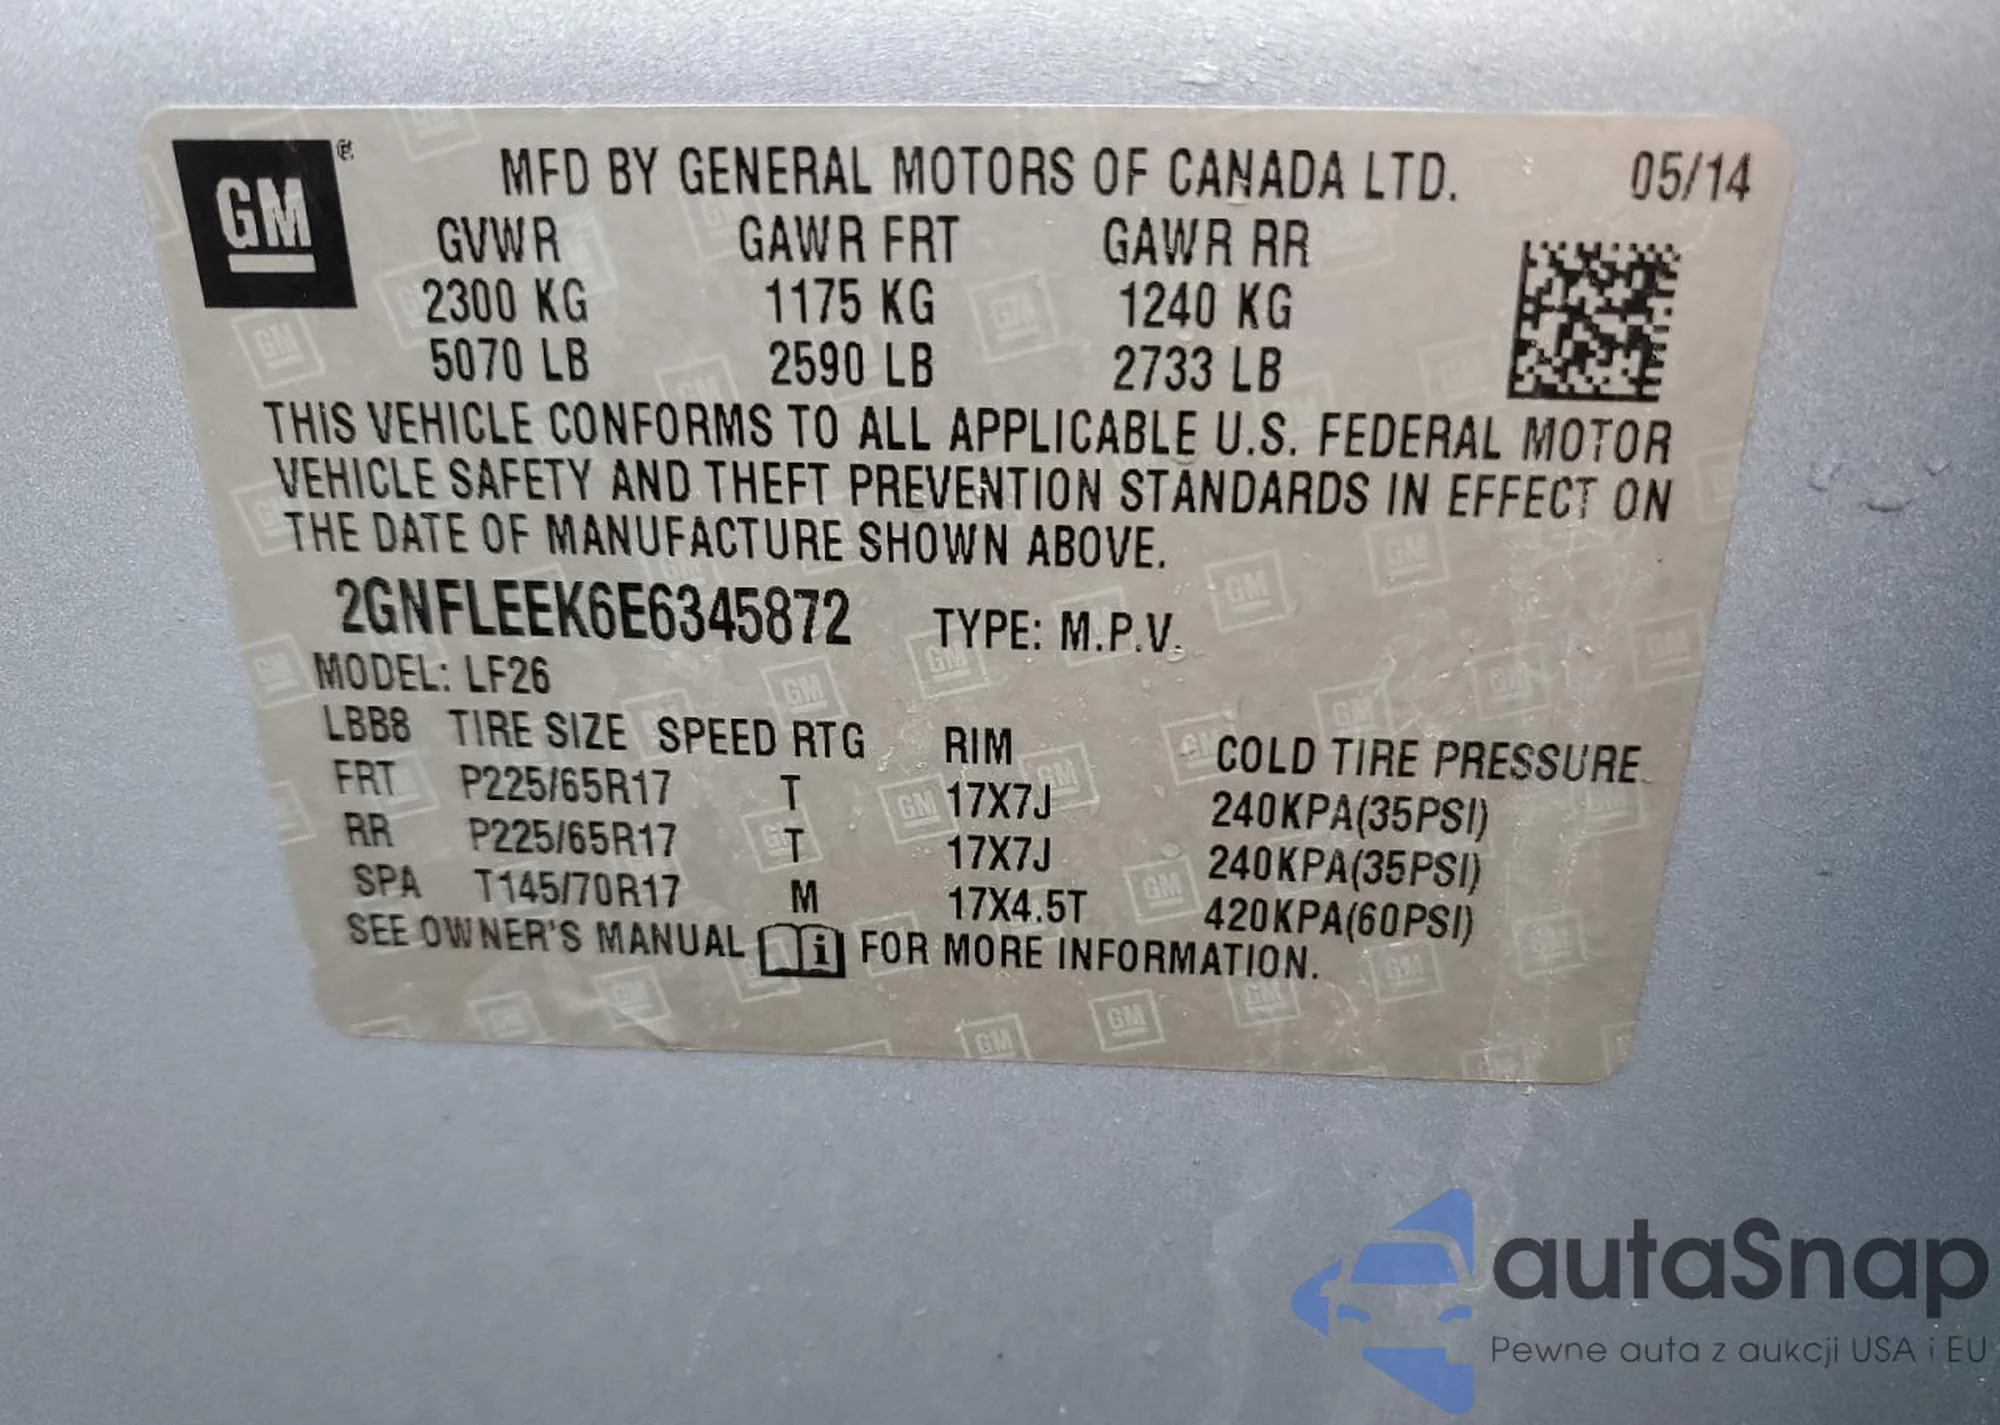 GM®
MFD BY GENERAL MOTORS OF CANADA LTD. 05/14
GVWR GAWR FRT GAWR RR
2300 KG 1175 KG 1240 KG
5070 LB 2590 LB 2733 LB
THIS VEHICLE CONFORMS TO ALL APPLICABLE U.S. FEDERAL MOTOR
VEHICLE SAFETY AND THEFT PREVENTION STANDARDS IN EFFECT ON
THE DATE OF MANUFACTURE SHOWN ABOVE.
2GNFLEEK6E6345872 TYPE: M.P.V.
MODEL: LF26
LBB8 TIRE SIZE SPEED RTG RIM COLD TIRE PRESSURE
FRT P225/65R17 T 17X7J 240KPA(35PSI)
RR P225/65R17 T 17X7J 240KPA(35PSI)
SPA T145/70R17 M 17X4.5T 420KPA(60PSI)
SEE OWNER'S MANUAL i FOR MORE INFORMATION.
autaSnap
Pewne auta z aukcji USA i EU